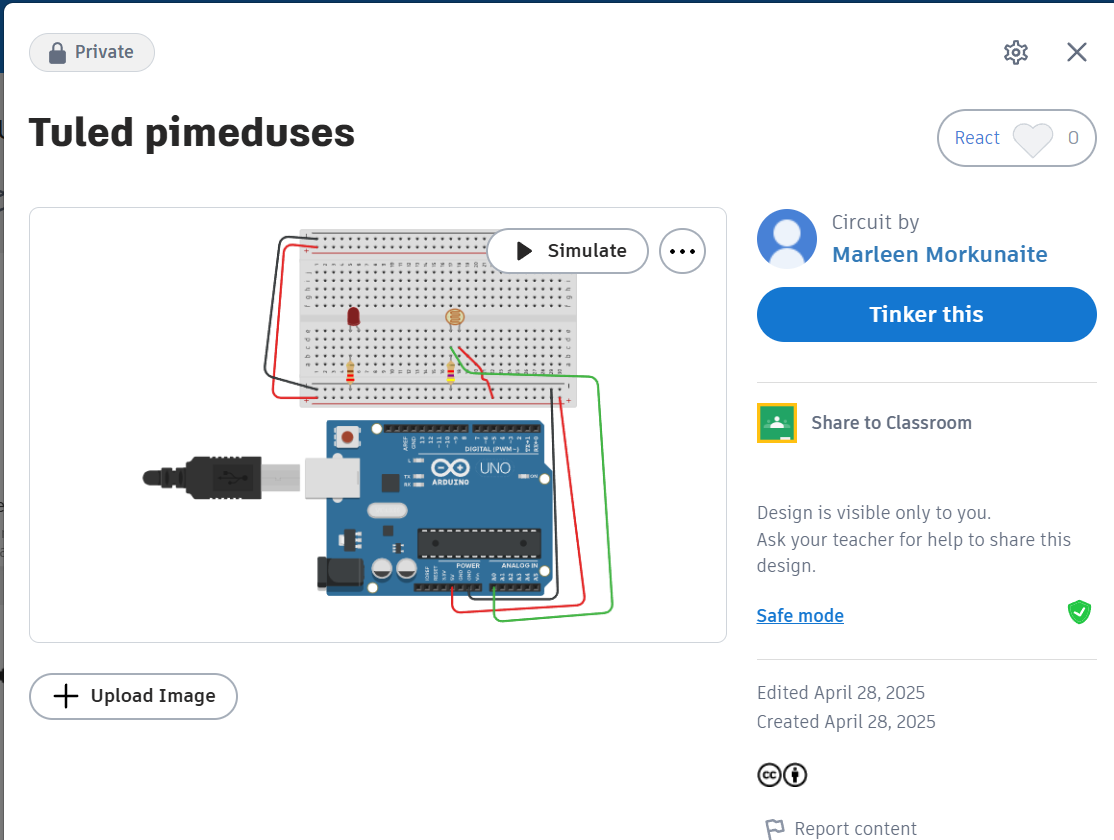 Private
Tuled pimeduses
React 0
Simulate
Circuit by
Marleen Morkunaite
Tinker this
Share to Classroom
DIGITAL (PWM~)
UNO
ARDUINO
ON
POWER
ANALOG IN
Design is visible only to you.
Ask your teacher for help to share this
design.
Safe mode
Upload Image
Edited April 28, 2025
Created April 28, 2025
cc
Report content